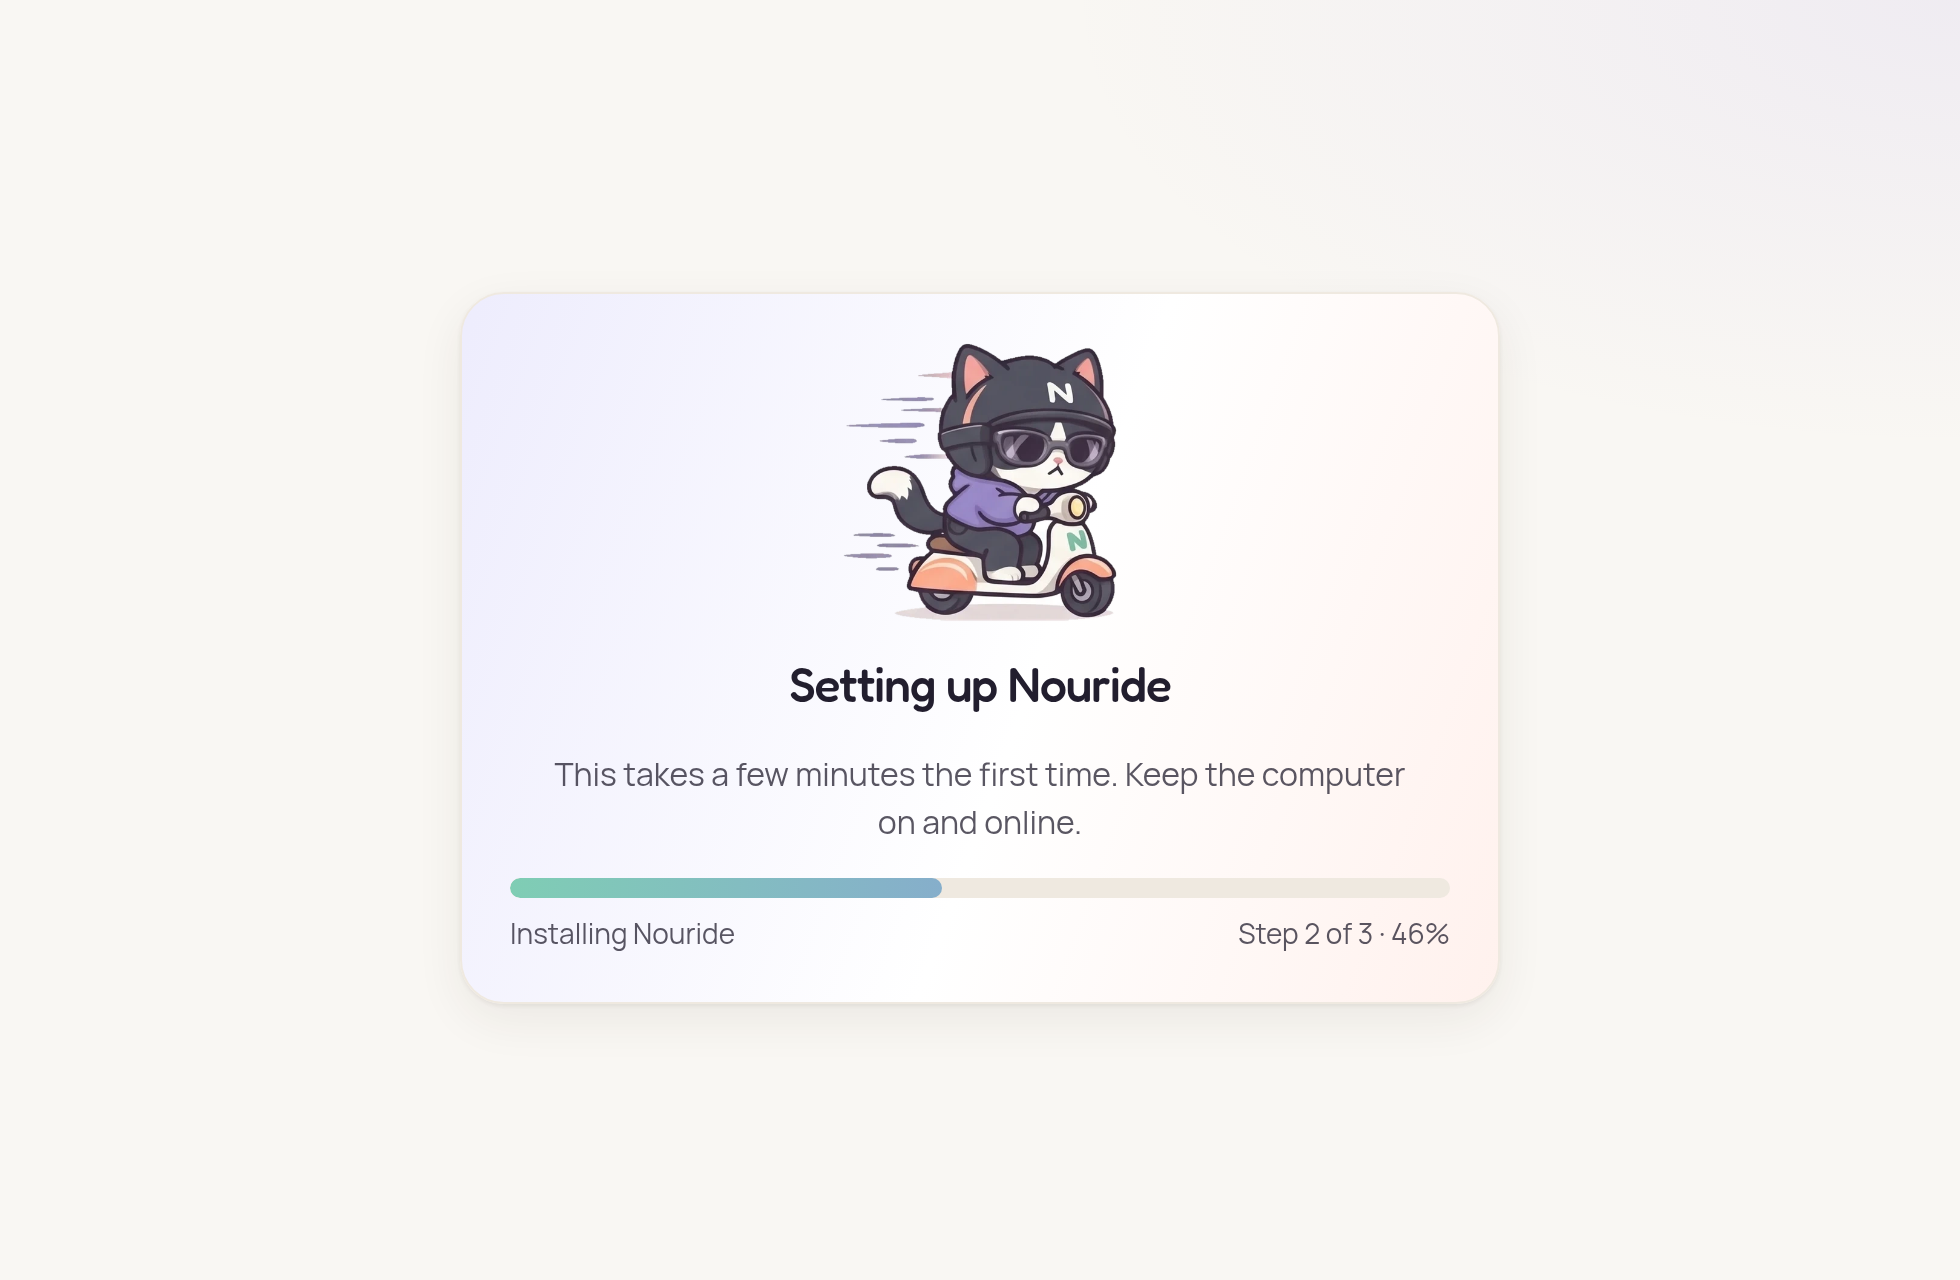 N
N
Setting up Nouride
This takes a few minutes the first time. Keep the computer
on and online.
Installing Nouride
Step 2 of 3 · 46%